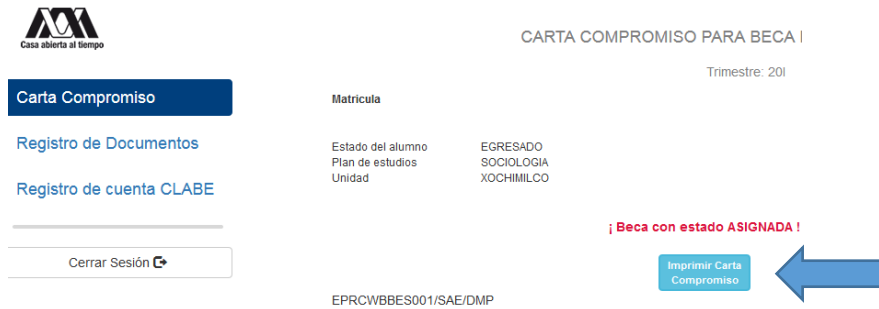 Casa abierta al tiempo
CARTA COMPROMISO PARA BECA
Trimestre: 20I
Carta Compromiso
Matricula
Registro de Documentos
Estado del alumno EGRESADO
Plan de estudios SOCIOLOGIA
Unidad XOCHIMILCO
Registro de cuenta CLABE
¡ Beca con estado ASIGNADA !
Cerrar Sesión
Imprimir Carta
Compromiso
EPRCWBBES001/SAE/DMP